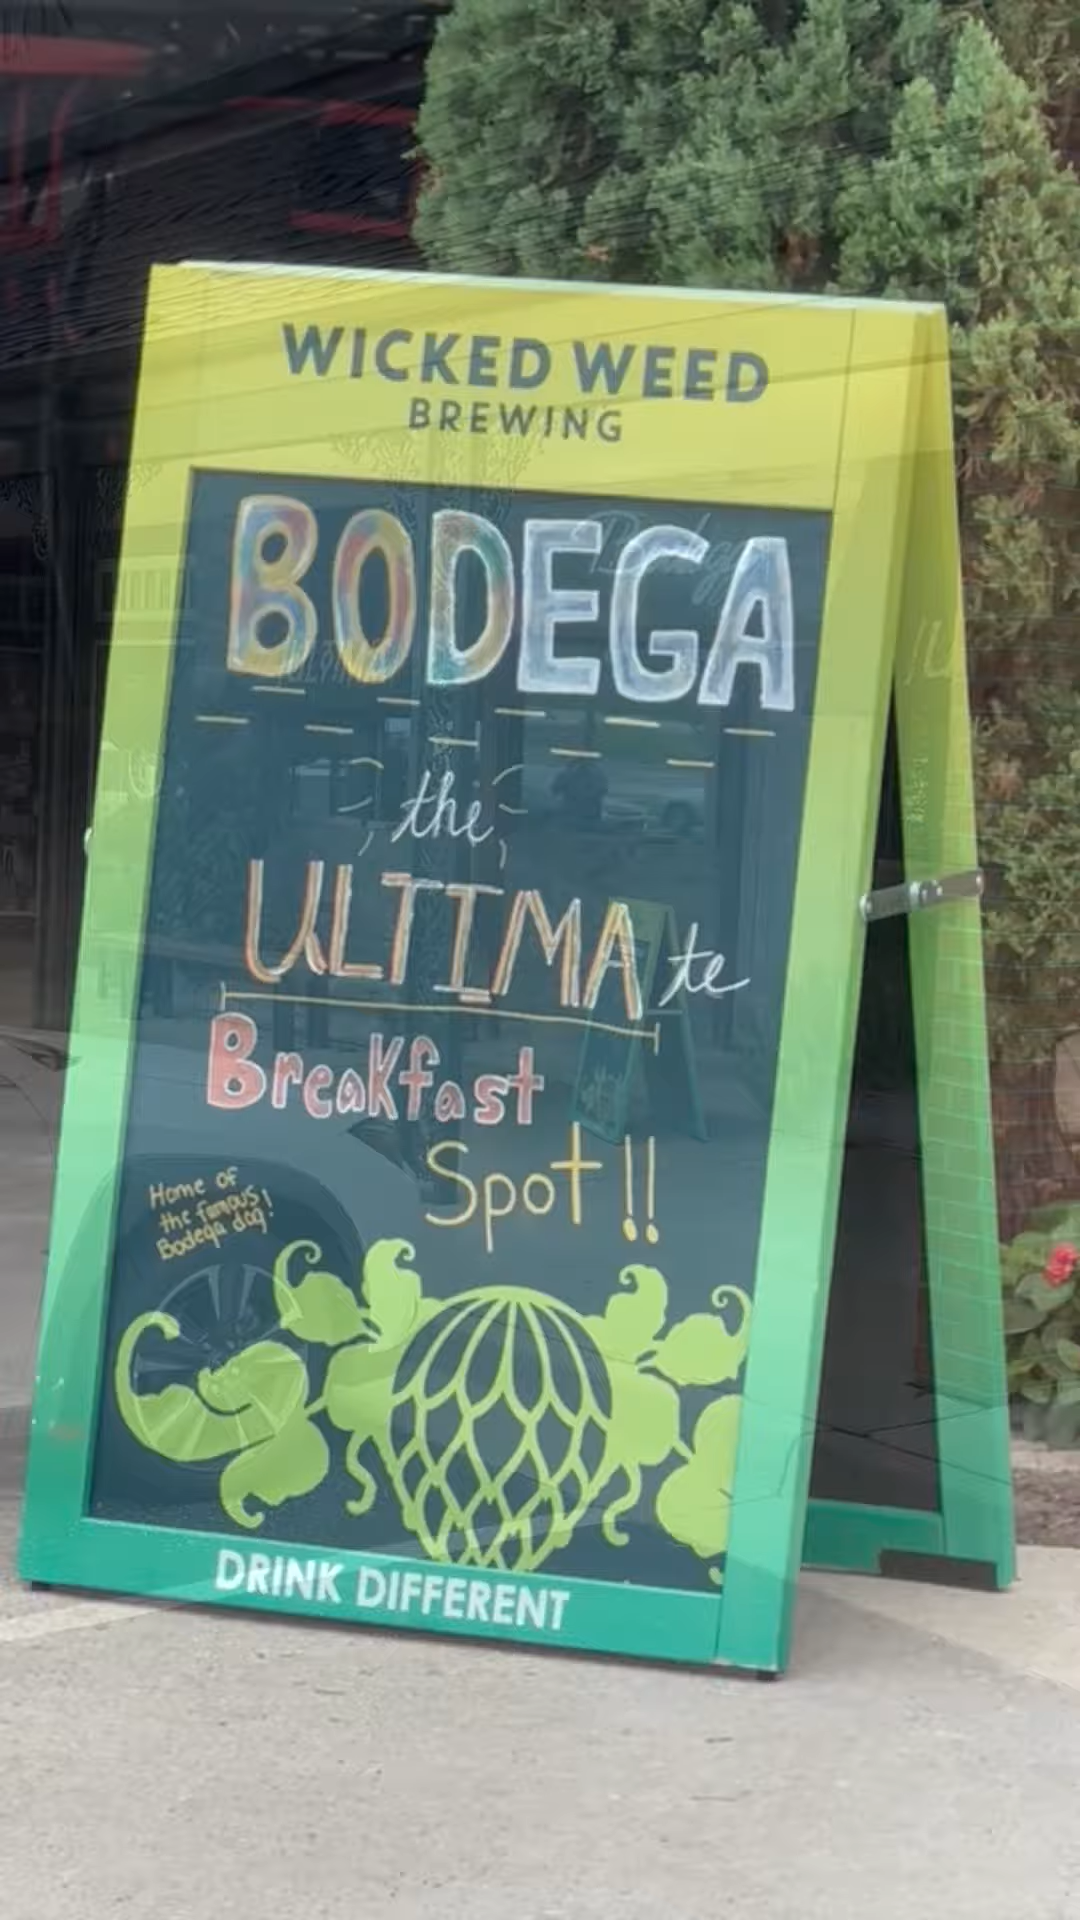 WICKED WEED
BREWING
BODEGA
the
ULTIMAte
Breakfast
Spot!!
Home of
the famous
Bodega dog!
DRINK DIFFERENT